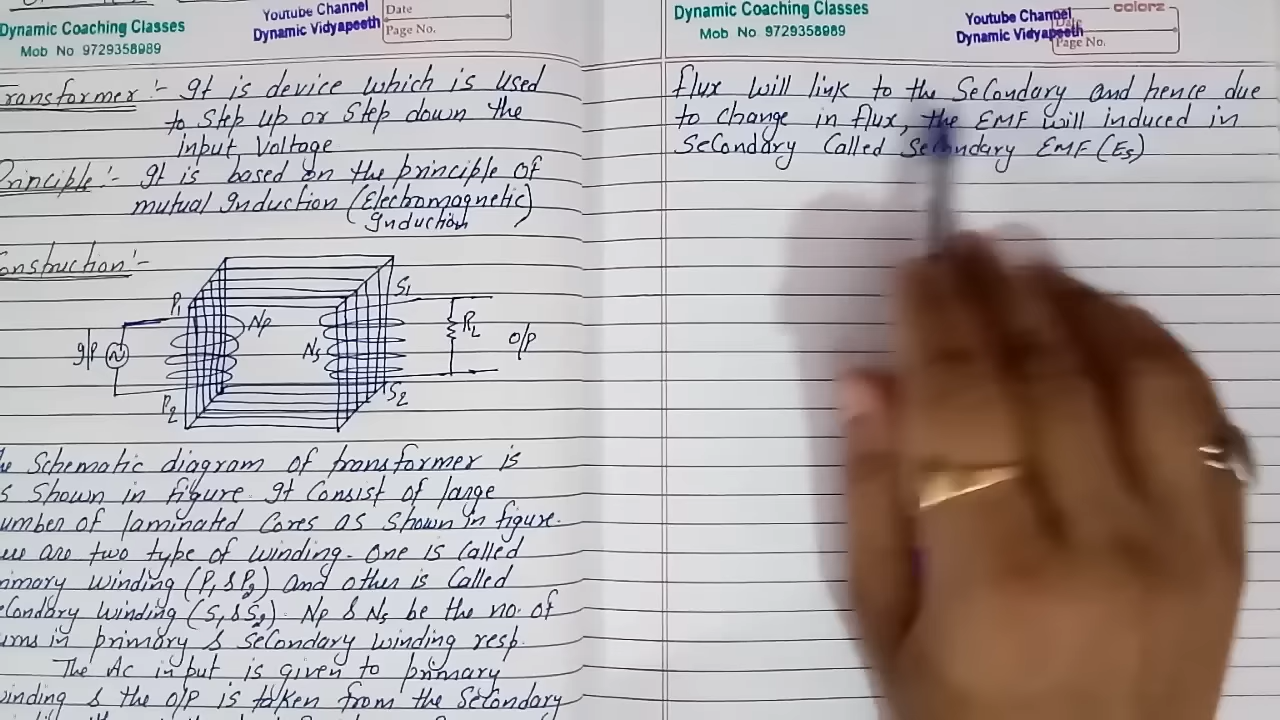 Dynamic Coaching Classes
Mob No 9729358989
Youtube Channel
Dynamic Vidyapeeth
Date
Page No.
ransformer :- It is device which is used
to Step up or Step down the
input Voltage
rinciple :- It is based on the principle of
mutual Induction (Electromagnetic
Induction)
onstruction :-
P1
Np
I/P
P2
S1
Ns
RL
O/P
S2
e Schematic diagram of transformer is
s shown in figure. It Consist of large
umber of laminated Cores as shown in figure.
are two type of winding. One is Called
rimary winding (P1 & P2) and other is Called
econdary winding (S1 & S2). Np & Ns be the no. of
urns in primary & Secondary winding resp.
The Ac input is given to primary
winding & the O/P is taken from the Secondary
Dynamic Coaching Classes
Mob No 9729358989
Youtube Channel
Dynamic Vidyapeeth
colorz
Date
Page No.
flux will link to the Secondary and hence due
to change in flux, the EMF will induced in
Secondary Called Secondary EMF (Es)